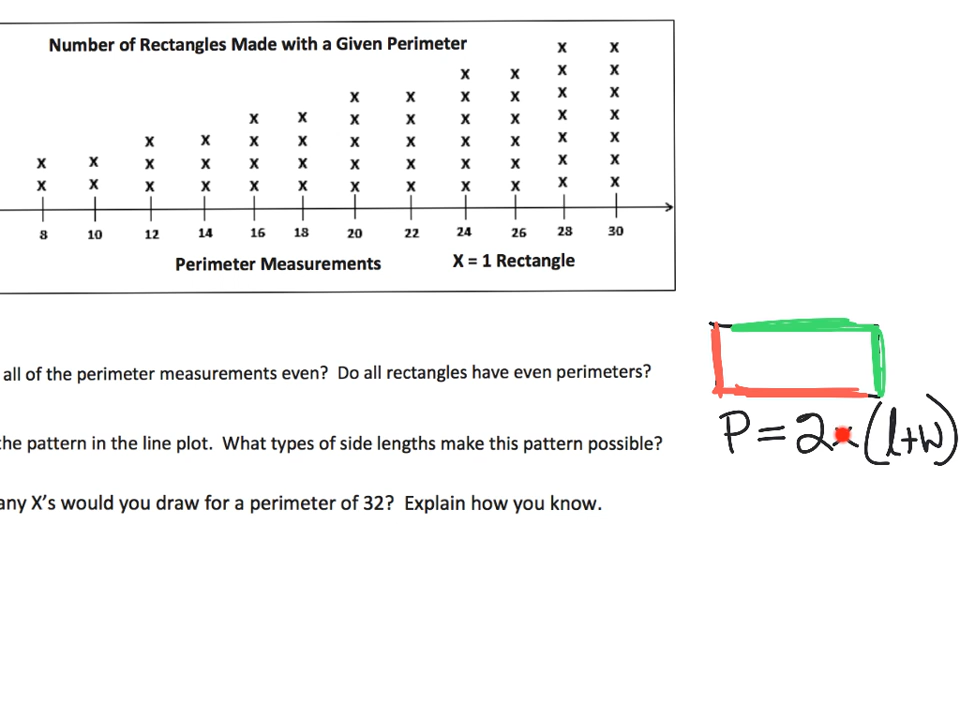 Number of Rectangles Made with a Given Perimeter
X X
X X X X
X X X X X X
X X X X X X X X
X X X X X X X X X X
X X X X X X X X X X X X
X X X X X X X X X X X X
8 10 12 14 16 18 20 22 24 26 28 30
Perimeter Measurements X = 1 Rectangle
all of the perimeter measurements even? Do all rectangles have even perimeters?
the pattern in the line plot. What types of side lengths make this pattern possible?
P = 2 × (l+w)
any X's would you draw for a perimeter of 32? Explain how you know.